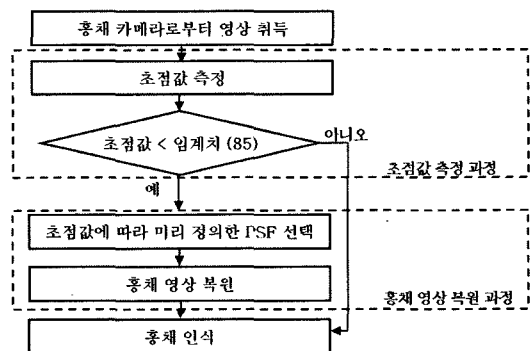 홍채 카메라로부터 영상 취득
초점값 측정
초점값 < 임계치 (85)
아니오
초점값 측정 과정
예
초점값에 따라 미리 정의한 PSF 선택
홍채 영상 복원
홍채 영상 복원 과정
홍채 인식